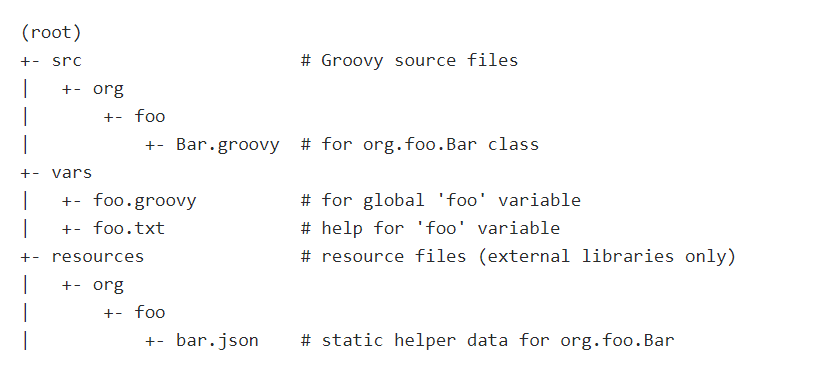 (root)
+- src                     # Groovy source files
|   +- org
|       +- foo
|           +- Bar.groovy  # for org.foo.Bar class
+- vars
|   +- foo.groovy          # for global 'foo' variable
|   +- foo.txt             # help for 'foo' variable
+- resources               # resource files (external libraries only)
|   +- org
|       +- foo
|           +- bar.json    # static helper data for org.foo.Bar